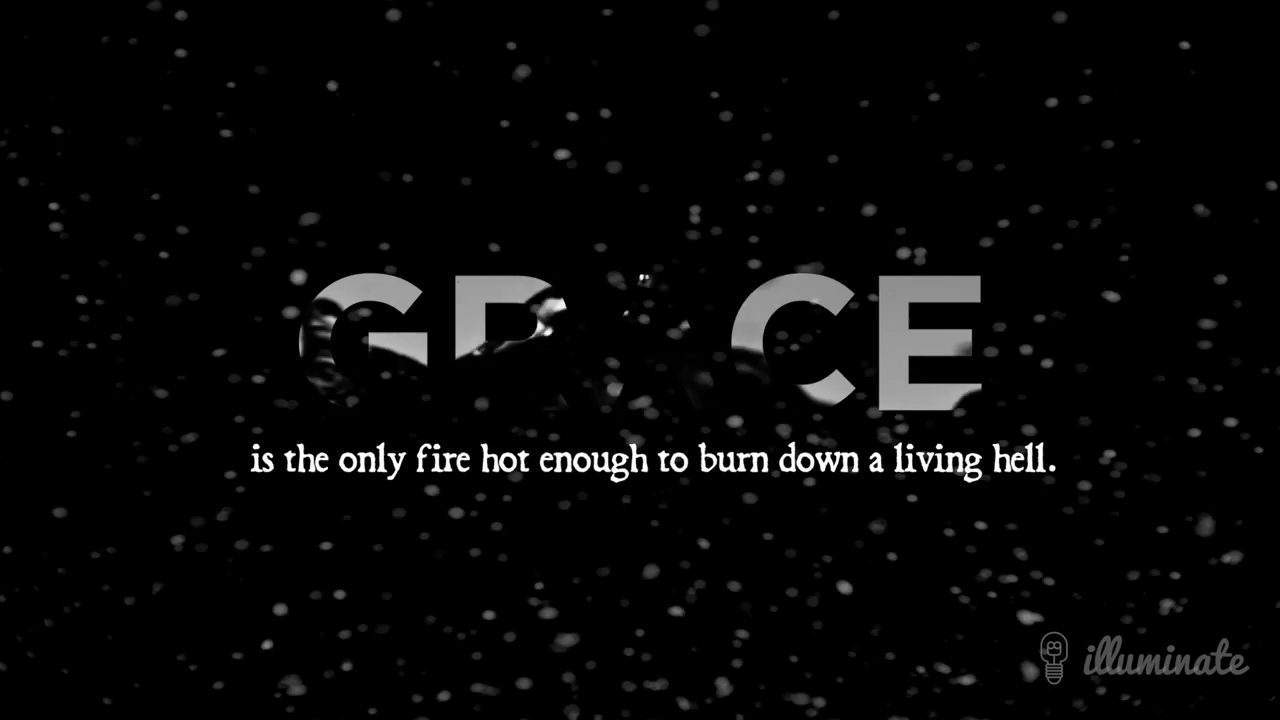 GRACE
is the only fire hot enough to burn down a living hell.
illuminate